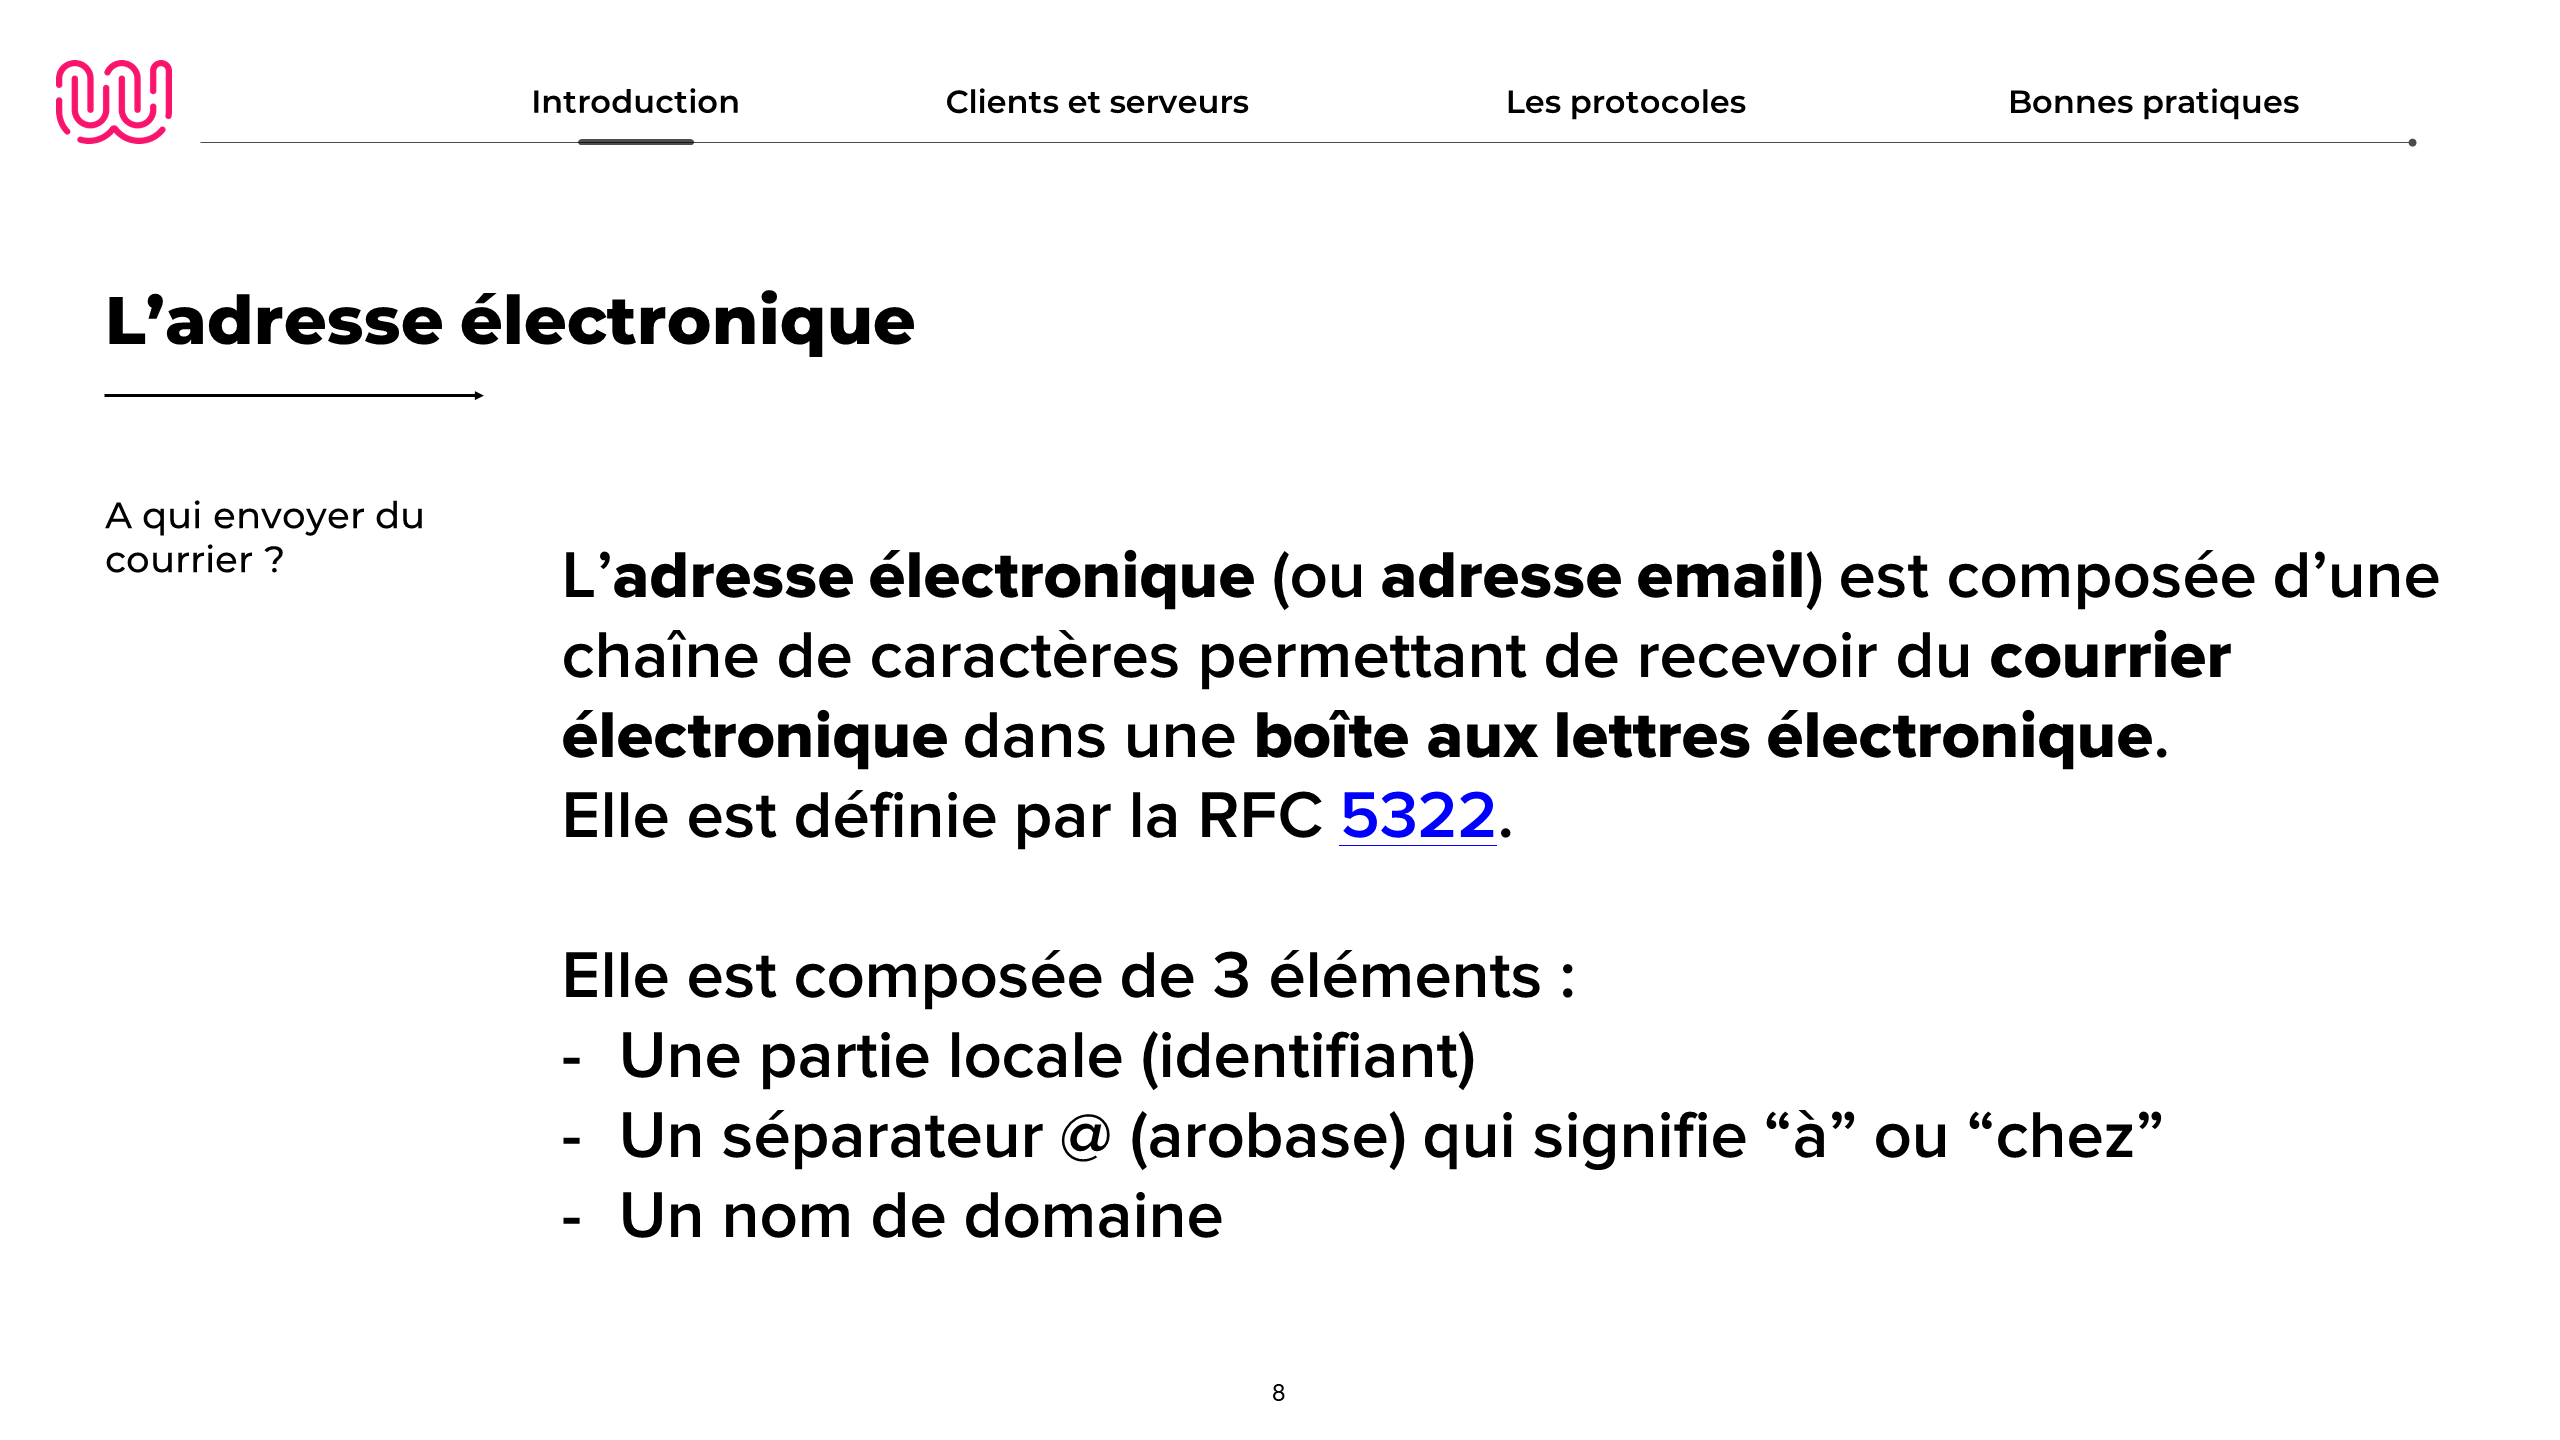 Introduction
Clients et serveurs
Les protocoles
Bonnes pratiques
L’adresse électronique
A qui envoyer du
courrier ?
L’adresse électronique (ou adresse email) est composée d’une
chaîne de caractères permettant de recevoir du courrier
électronique dans une boîte aux lettres électronique.
Elle est définie par la RFC 5322.
Elle est composée de 3 éléments :
- Une partie locale (identifiant)
- Un séparateur @ (arobase) qui signifie “à” ou “chez”
- Un nom de domaine
8